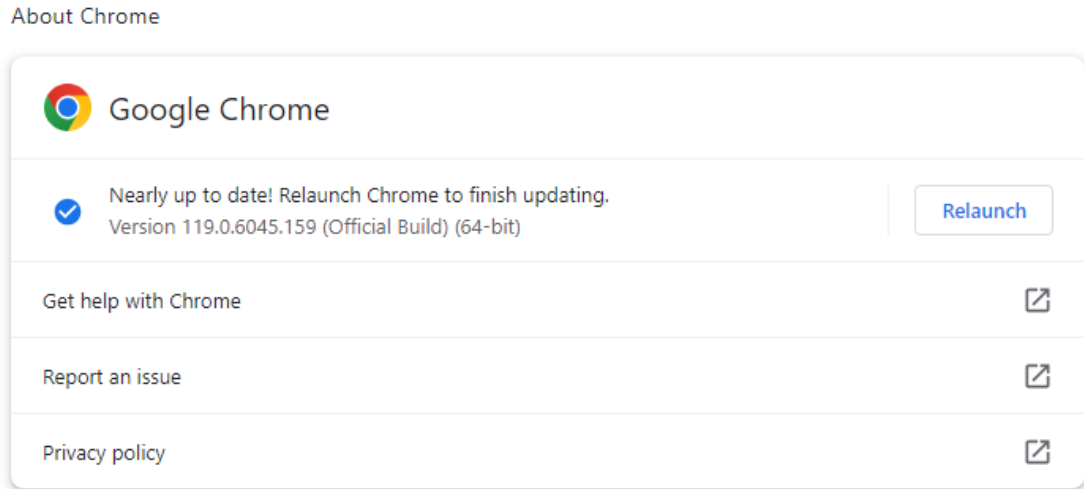 About Chrome
Google Chrome
Nearly up to date! Relaunch Chrome to finish updating.
Version 119.0.6045.159 (Official Build) (64-bit)
Relaunch
Get help with Chrome
Report an issue
Privacy policy